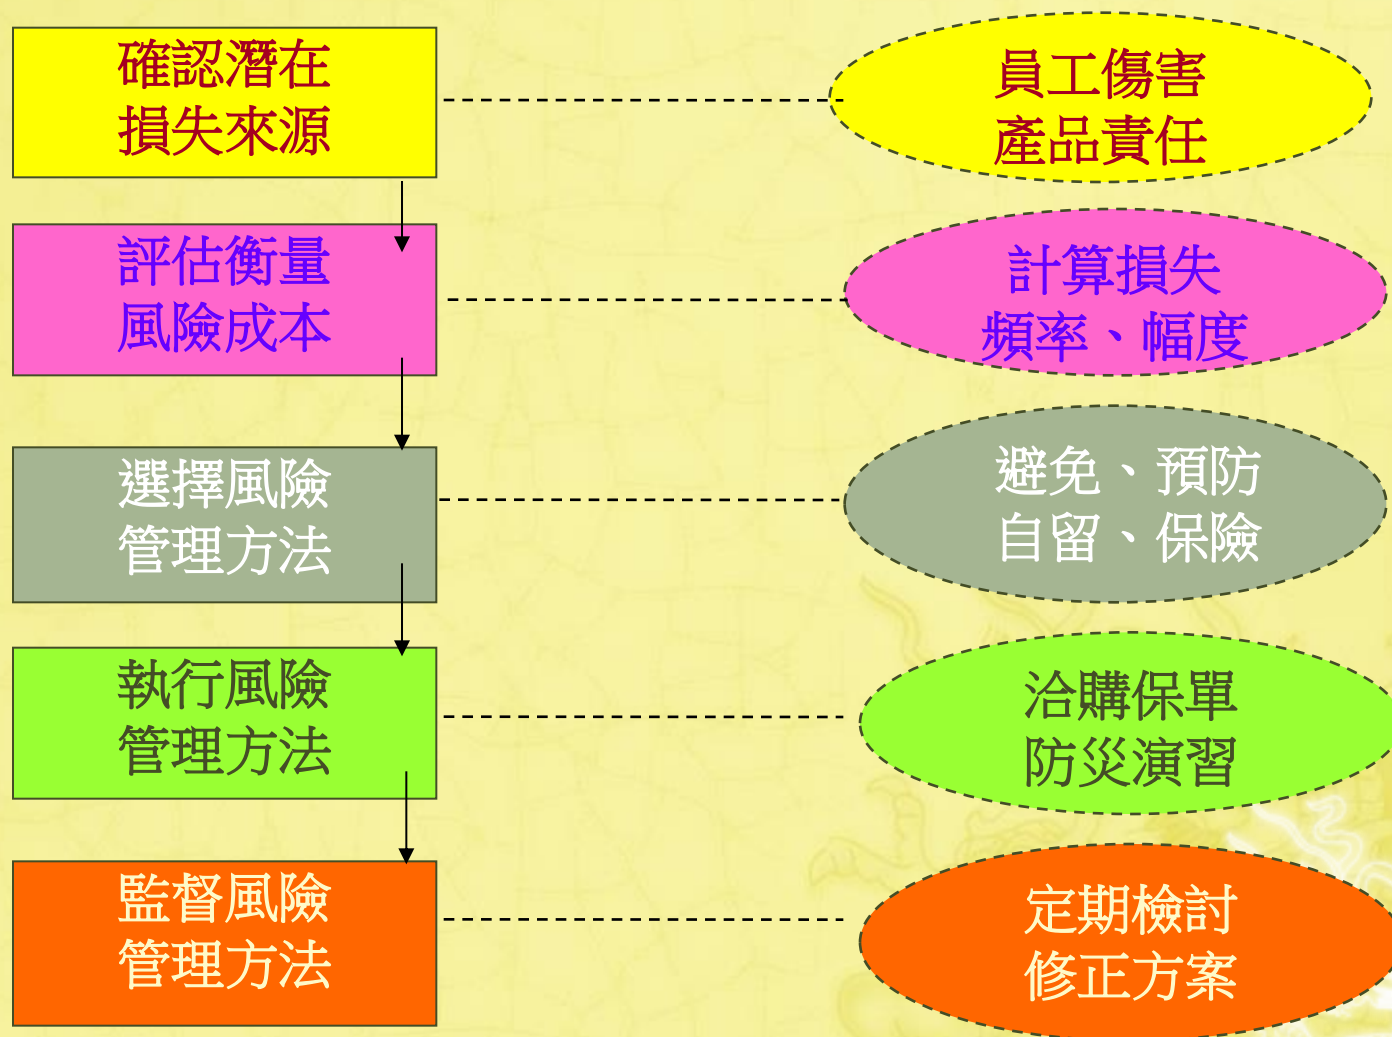 確認潛在
損失來源
員工傷害
產品責任
評估衡量
風險成本
計算損失
頻率、幅度
選擇風險
管理方法
避免、預防
自留、保險
執行風險
管理方法
洽購保單
防災演習
監督風險
管理方法
定期檢討
修正方案